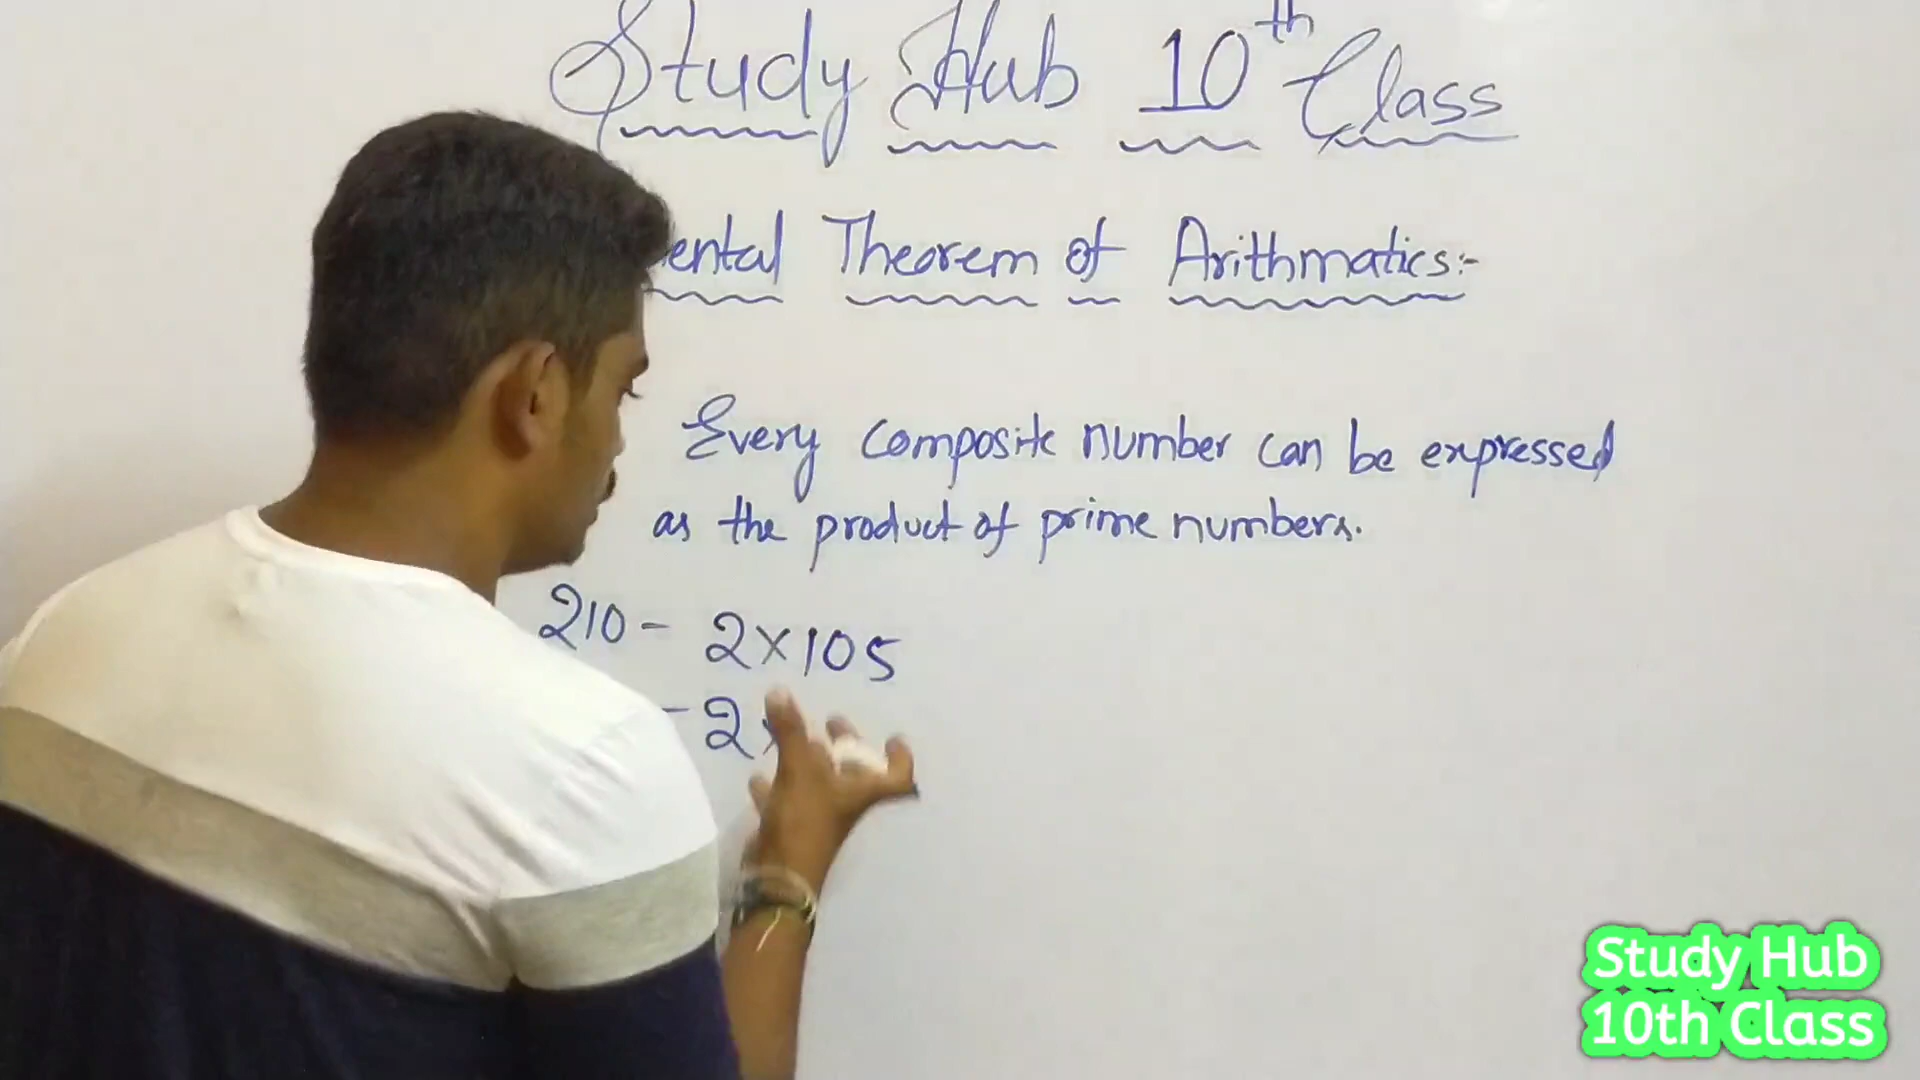 Study Hub 10th Class
ental Theorem of Arithmatics:-
Every composite number can be expressed
as the product of prime numbers.
210 - 2×105
- 2×
Study Hub
10th Class